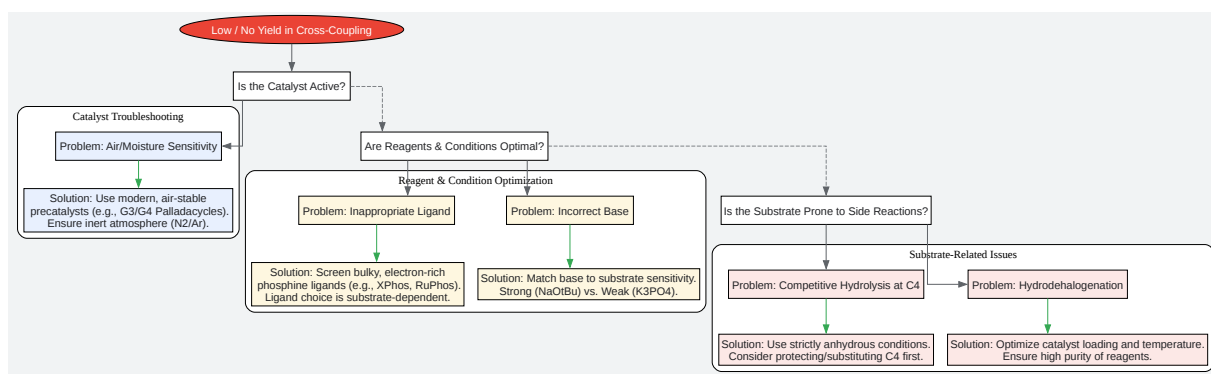 Low / No Yield in Cross-Coupling
Is the Catalyst Active?
Catalyst Troubleshooting
Problem: Air/Moisture Sensitivity
Solution: Use modern, air-stable
precatalysts (e.g., G3/G4 Palladacycles).
Ensure inert atmosphere (N2/Ar).
Are Reagents & Conditions Optimal?
Reagent & Condition Optimization
Problem: Inappropriate Ligand
Problem: Incorrect Base
Solution: Screen bulky, electron-rich
phosphine ligands (e.g., XPhos, RuPhos).
Ligand choice is substrate-dependent.
Solution: Match base to substrate sensitivity.
Strong (NaOtBu) vs. Weak (K3PO4).
Is the Substrate Prone to Side Reactions?
Substrate-Related Issues
Problem: Competitive Hydrolysis at C4
Problem: Hydrodehalogenation
Solution: Use strictly anhydrous conditions.
Consider protecting/substituting C4 first.
Solution: Optimize catalyst loading and temperature.
Ensure high purity of reagents.